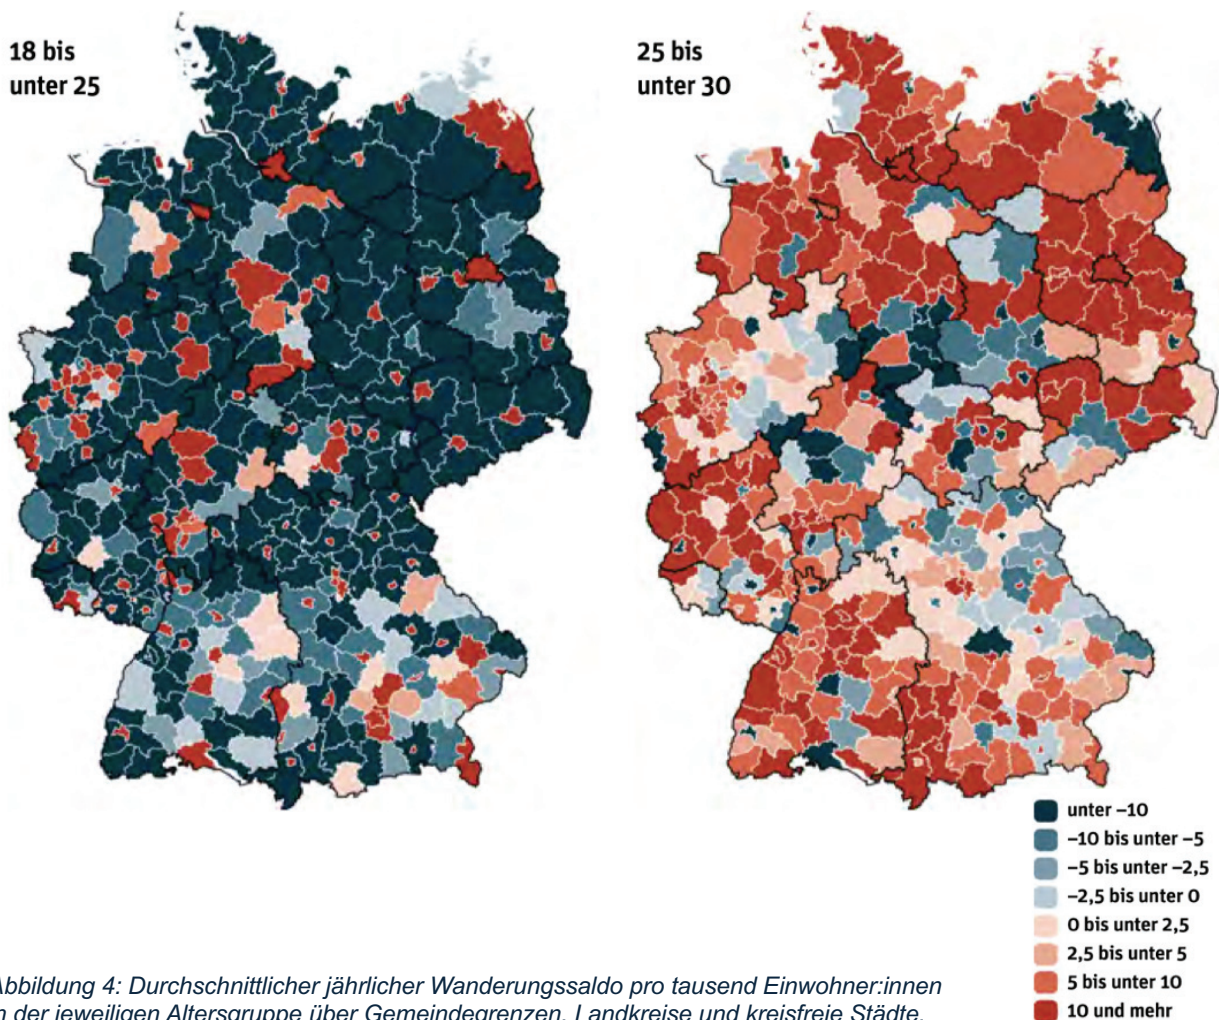 18 bis
unter 25
25 bis
unter 30
unter –10
–10 bis unter –5
–5 bis unter –2,5
–2,5 bis unter 0
0 bis unter 2,5
2,5 bis unter 5
5 bis unter 10
10 und mehr
Abbildung 4: Durchschnittlicher jährlicher Wanderungssaldo pro tausend Einwohner:innen
in der jeweiligen Altersgruppe über Gemeindegrenzen, Landkreise und kreisfreie Städte,